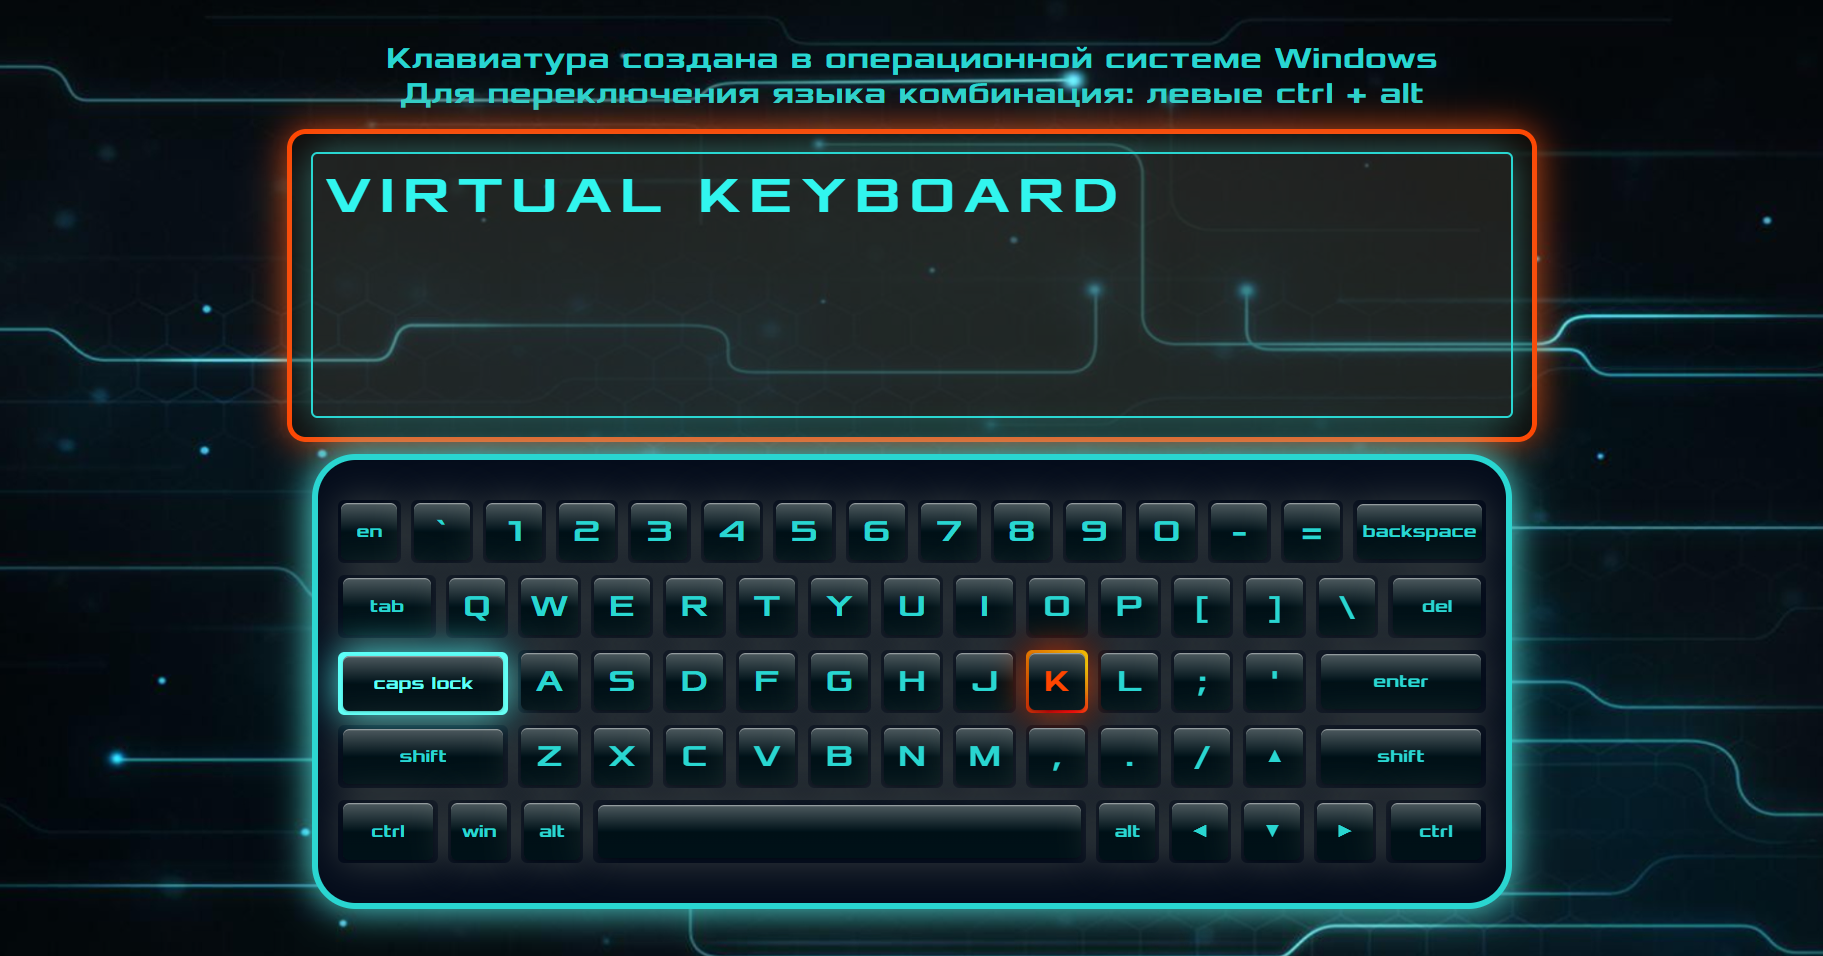 Клавиатура создана в операционной системе Windows
Для переключения языка комбинация: левые ctrl + alt
VIRTUAL KEYBOARD
en ` 1 2 3 4 5 6 7 8 9 0 - = backspace
tab Q W E R T Y U I O P [ ] \ del
caps lock A S D F G H J K L ; ' enter
shift Z X C V B N M , . / ▲ shift
ctrl win alt alt ◄ ▼ ► ctrl